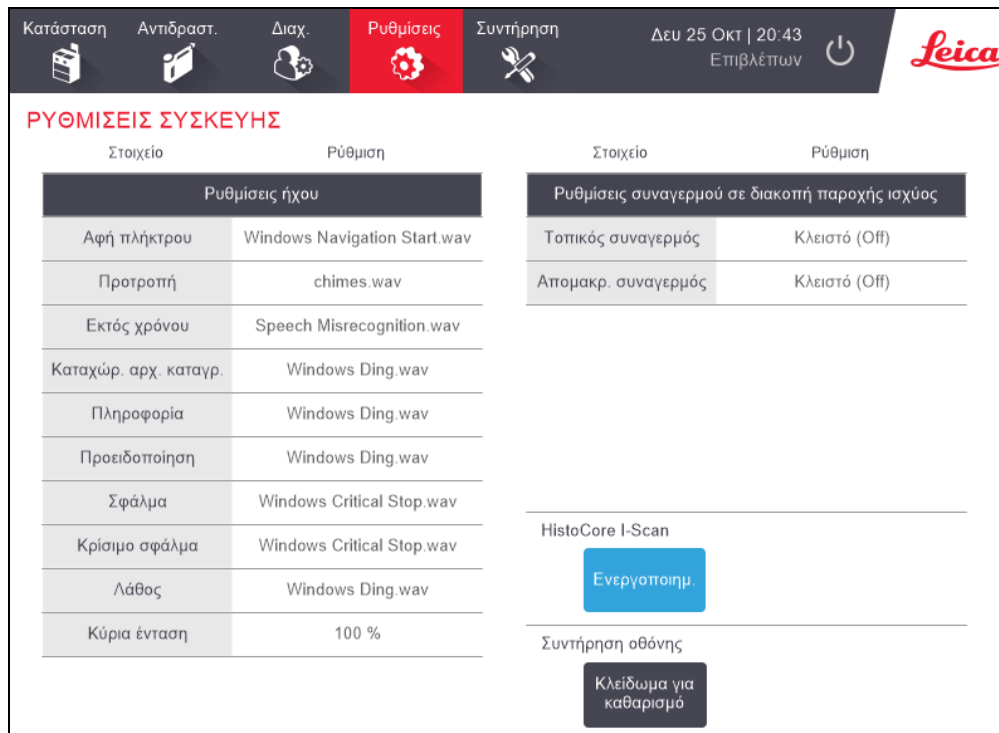 Κατάσταση Αντιδραστ. Διαχ. Ρυθμίσεις Συντήρηση Δευ 25 Οκτ | 20:43
Επιβλέπων
Leica
ΡΥΘΜΙΣΕΙΣ ΣΥΣΚΕΥΗΣ
Στοιχείο Ρύθμιση
Ρυθμίσεις ήχου
Αφή πλήκτρου Windows Navigation Start.wav
Προτροπή chimes.wav
Εκτός χρόνου Speech Misrecognition.wav
Καταχώρ. αρχ. καταγρ. Windows Ding.wav
Πληροφορία Windows Ding.wav
Προειδοποίηση Windows Ding.wav
Σφάλμα Windows Critical Stop.wav
Κρίσιμο σφάλμα Windows Critical Stop.wav
Λάθος Windows Ding.wav
Κύρια ένταση 100 %
Στοιχείο Ρύθμιση
Ρυθμίσεις συναγερμού σε διακοπή παροχής ισχύος
Τοπικός συναγερμός Κλειστό (Off)
Απομακρ. συναγερμός Κλειστό (Off)
HistoCore I-Scan
Ενεργοποιημ.
Συντήρηση οθόνης
Κλείδωμα για
καθαρισμό